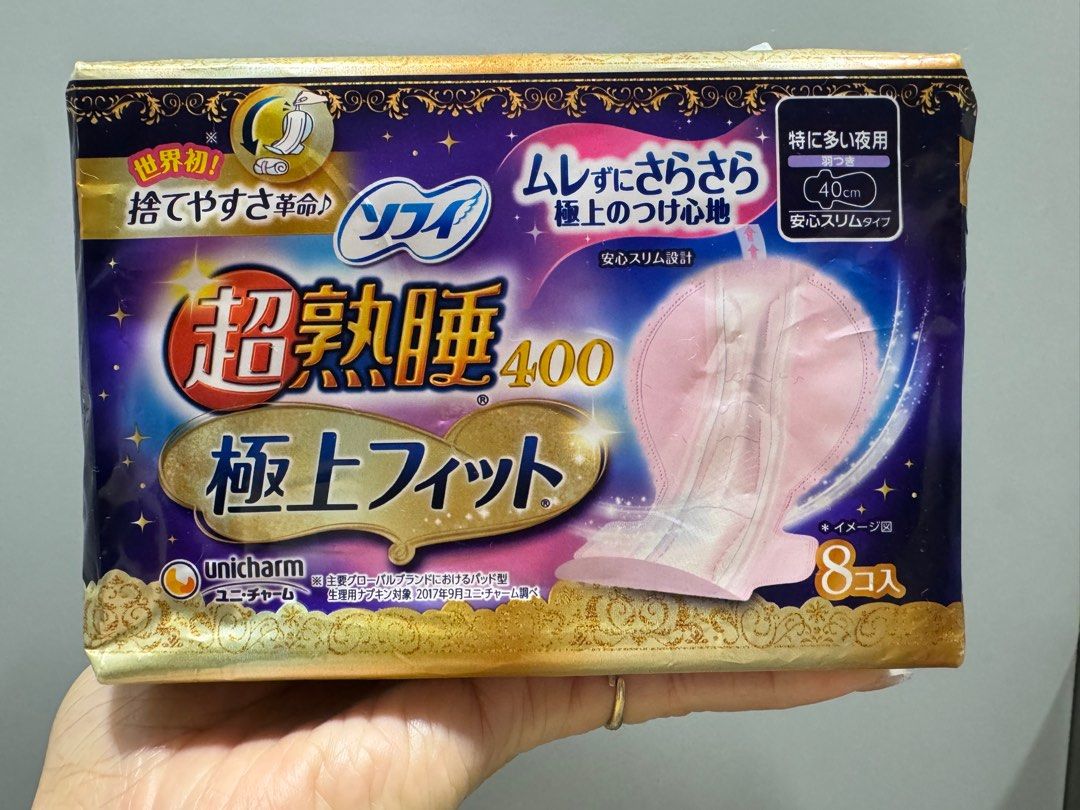 ※
世界初!
捨てやすさ革命♪
ソフィ
ムレずにさらさら
極上のつけ心地
特に多い夜用
羽つき
40cm
安心スリムタイプ
安心スリム設計
超熟睡®400
極上フィット®
*イメージ図
8コ入
unicharm
ユニ・チャーム
※ 主要グローバルブランドにおけるパッド型
生理用ナプキン対象 2017年9月ユニ・チャーム調べ